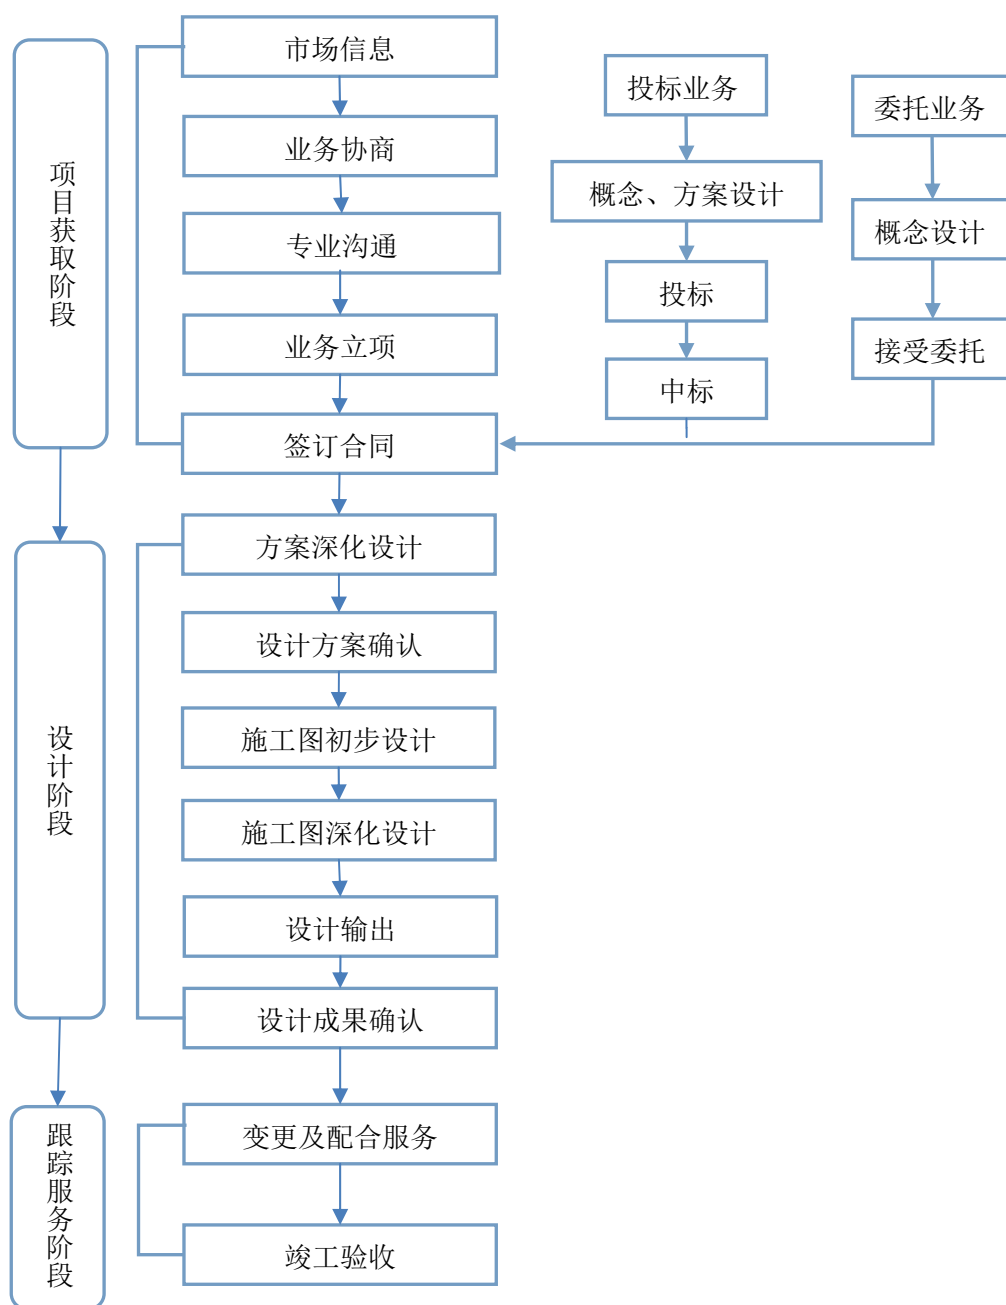 项目获取阶段
市场信息
业务协商
专业沟通
业务立项
签订合同
投标业务
概念、方案设计
投标
中标
委托业务
概念设计
接受委托
设计阶段
方案深化设计
设计方案确认
施工图初步设计
施工图深化设计
设计输出
设计成果确认
跟踪服务阶段
变更及配合服务
竣工验收